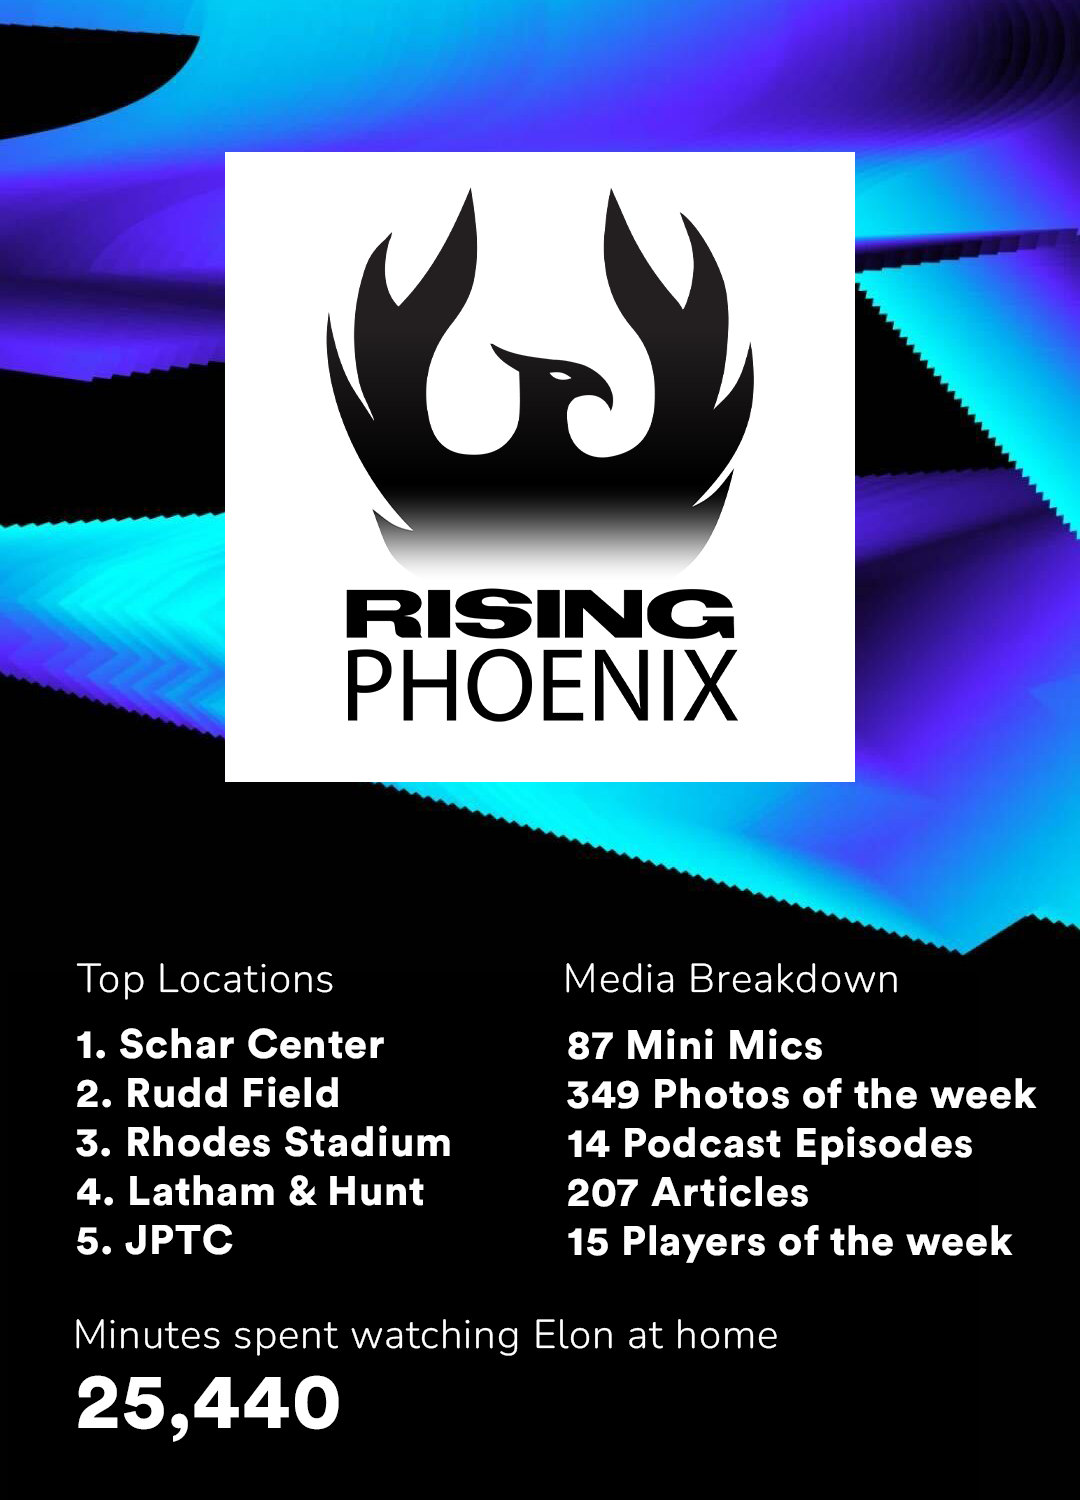 RISING
PHOENIX
Top Locations
1. Schar Center
2. Rudd Field
3. Rhodes Stadium
4. Latham & Hunt
5. JPTC
Media Breakdown
87 Mini Mics
349 Photos of the week
14 Podcast Episodes
207 Articles
15 Players of the week
Minutes spent watching Elon at home
25,440